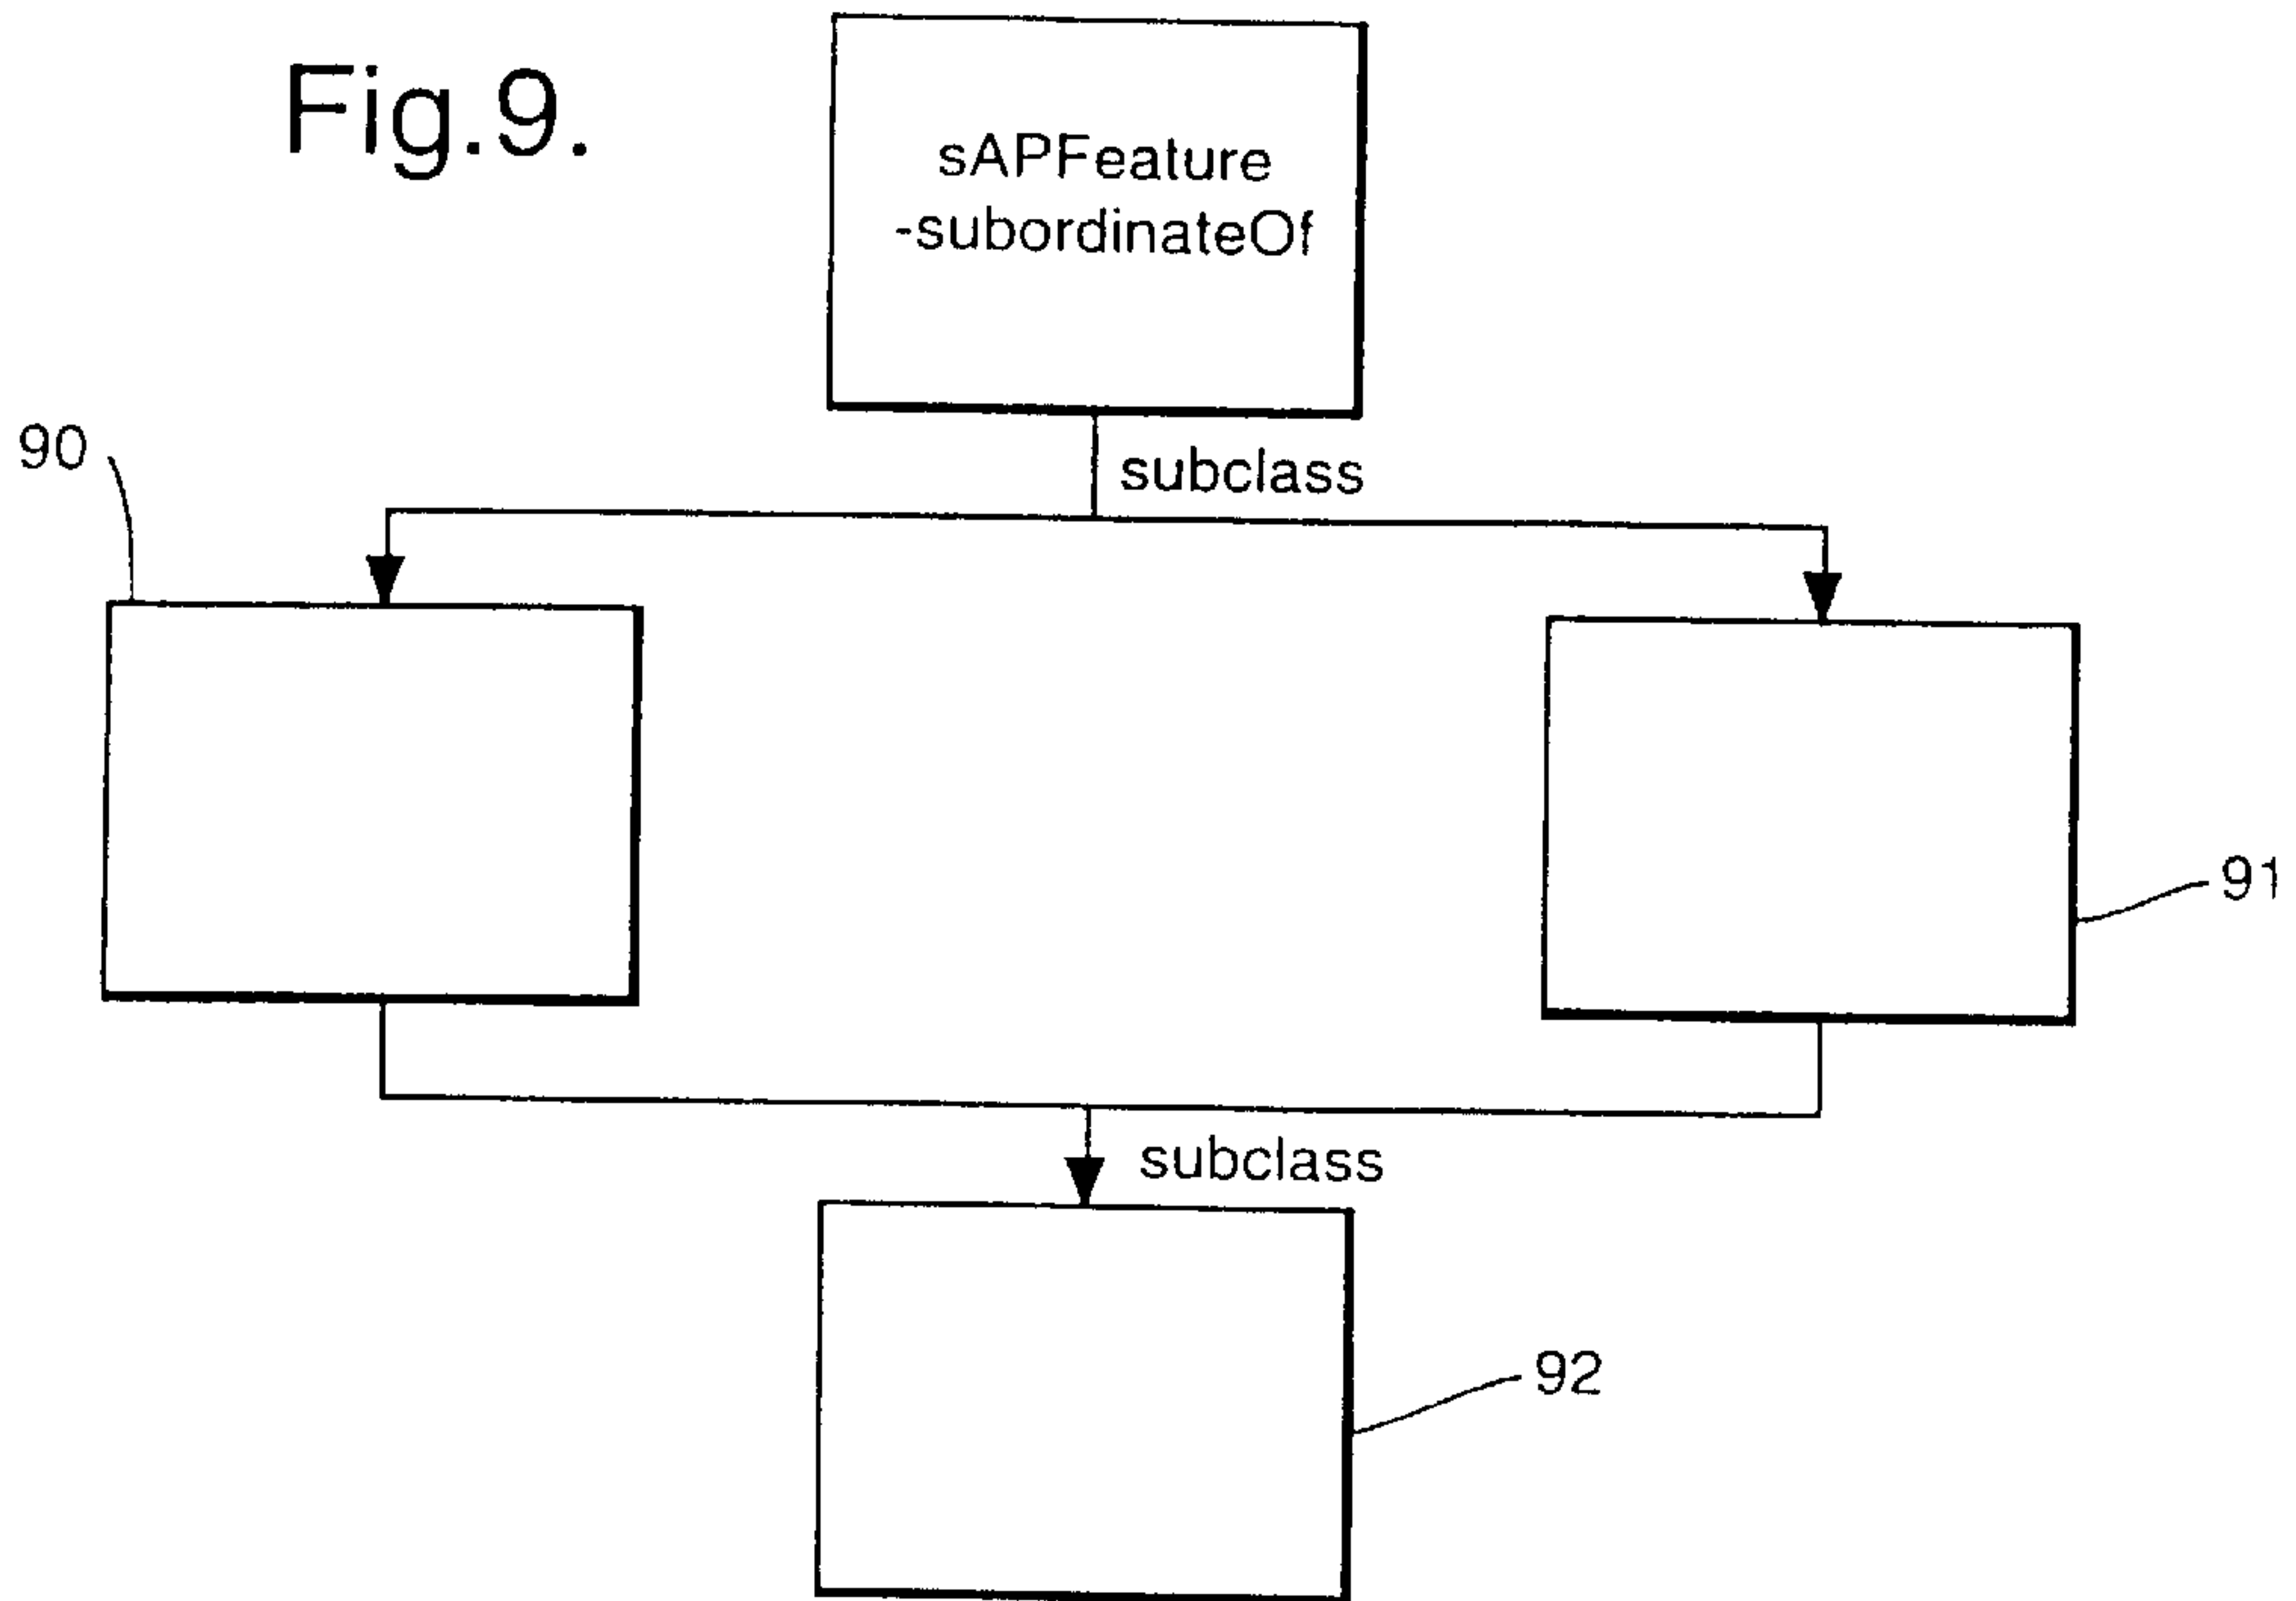 Fig.9.
sAPFeature
-subordinateOf
subclass
90
91
subclass
92